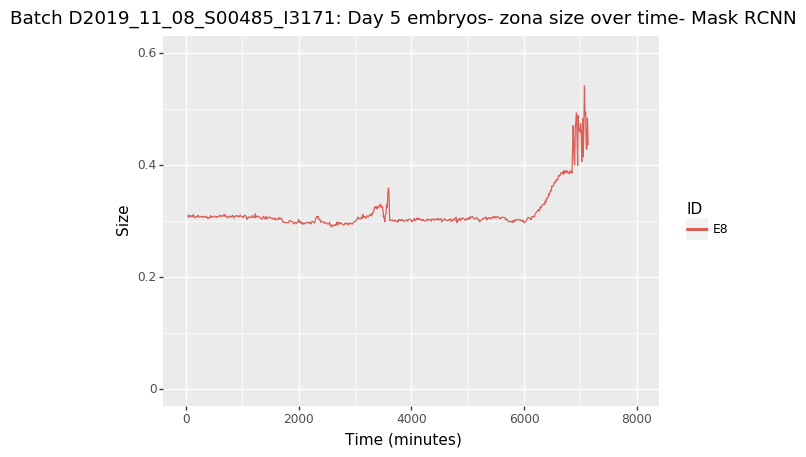 Batch D2019_11_08_S00485_I3171: Day 5 embryos- zona size over time- Mask RCNN
0.6
0.4
0.2
0
Size
0 2000 4000 6000 8000
Time (minutes)
ID
E8